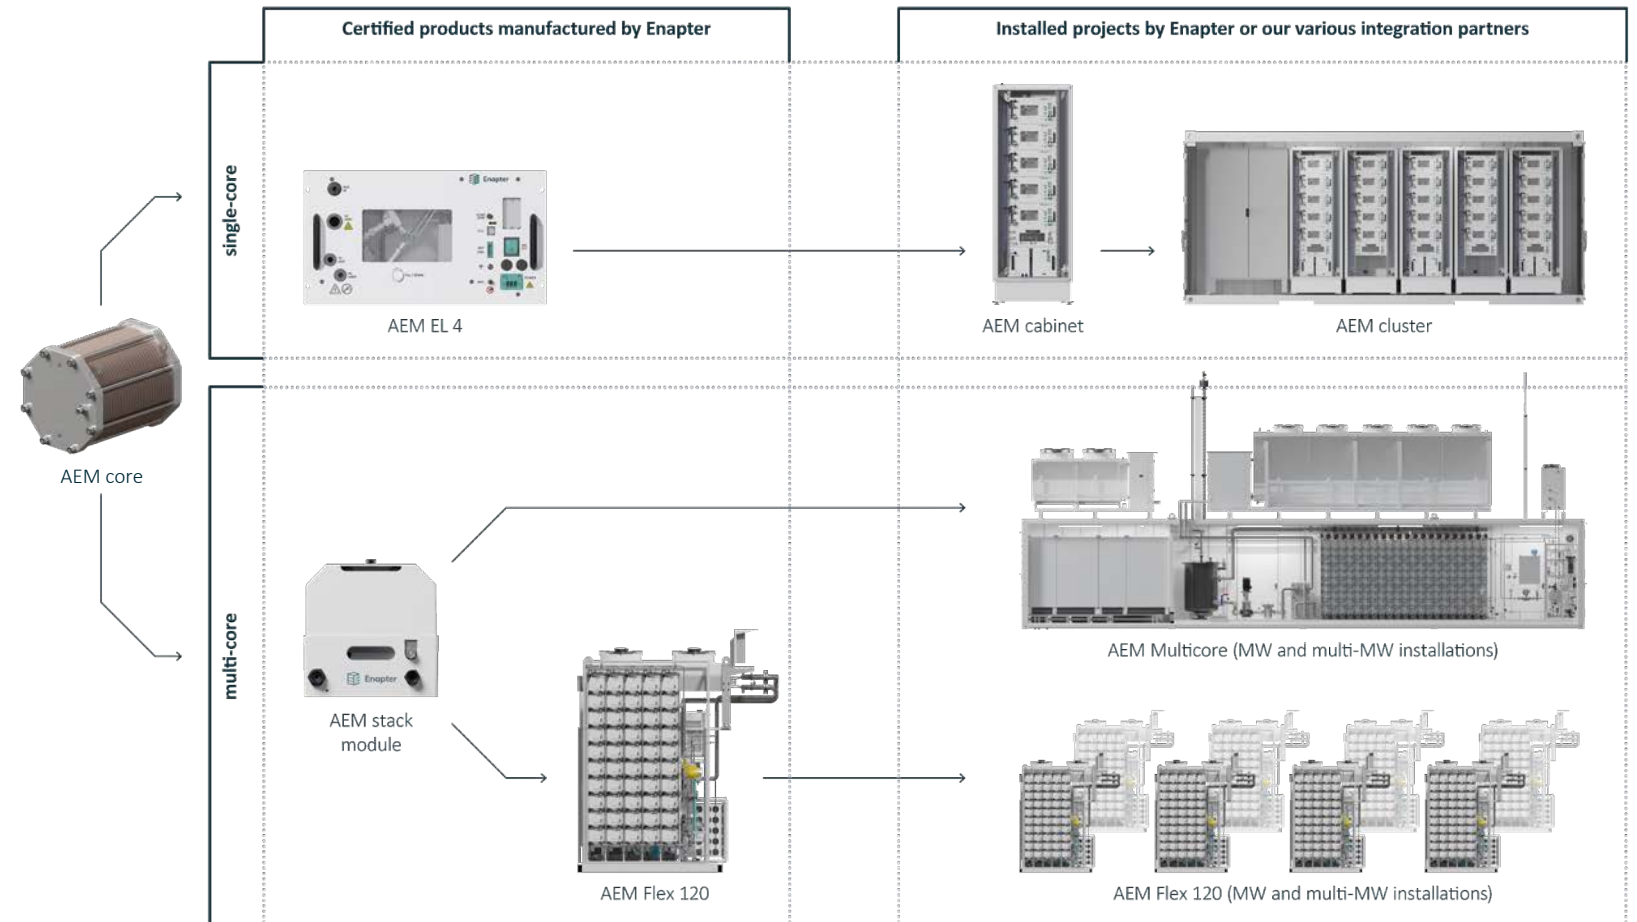 Certified products manufactured by Enapter
Installed projects by Enapter or our various integration partners
single-core
Enapter
AEM EL 4
AEM cabinet
AEM cluster
AEM core
multi-core
Enapter
AEM stack
module
AEM Flex 120
AEM Multicore (MW and multi-MW installations)
AEM Flex 120 (MW and multi-MW installations)